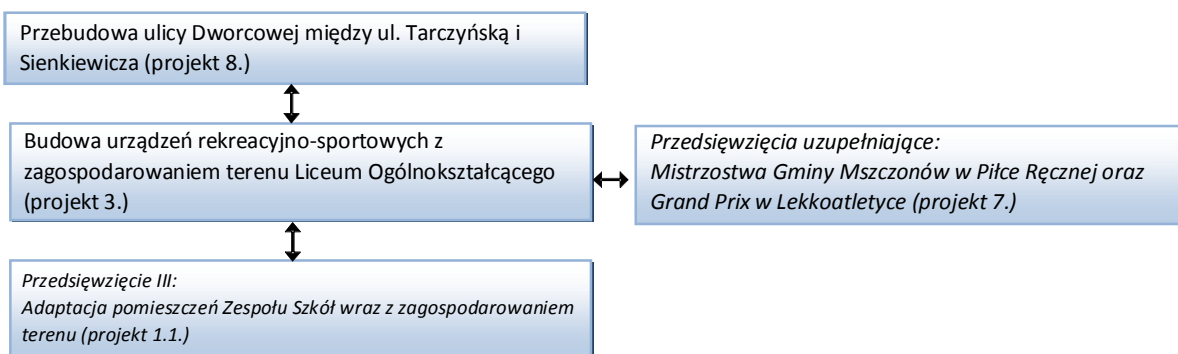 Przebudowa ulicy Dworcowej między ul. Tarczyńską i
Sienkiewicza (projekt 8.)
Budowa urządzeń rekreacyjno-sportowych z
zagospodarowaniem terenu Liceum Ogólnokształcącego
(projekt 3.)
Przedsięwzięcia uzupełniające:
Mistrzostwa Gminy Mszczonów w Piłce Ręcznej oraz
Grand Prix w Lekkoatletyce (projekt 7.)
Przedsięwzięcie III:
Adaptacja pomieszczeń Zespołu Szkół wraz z zagospodarowaniem
terenu (projekt 1.1.)